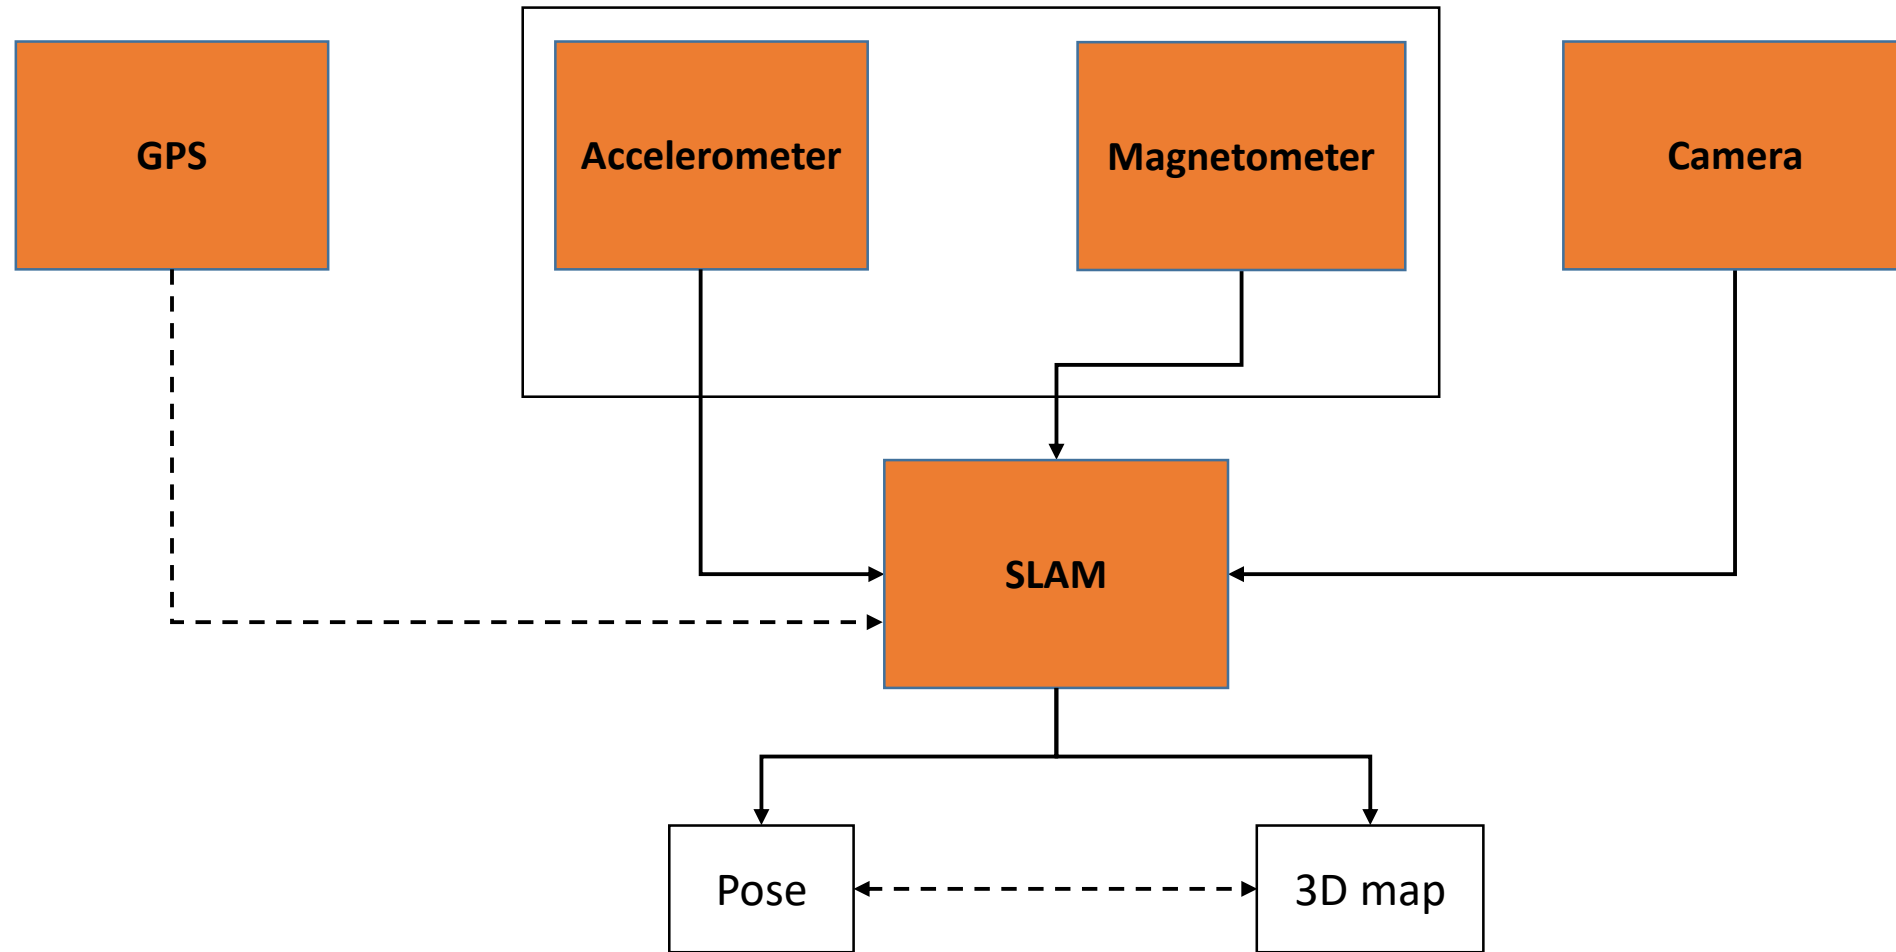 GPS
Accelerometer
Magnetometer
Camera
SLAM
Pose
3D map